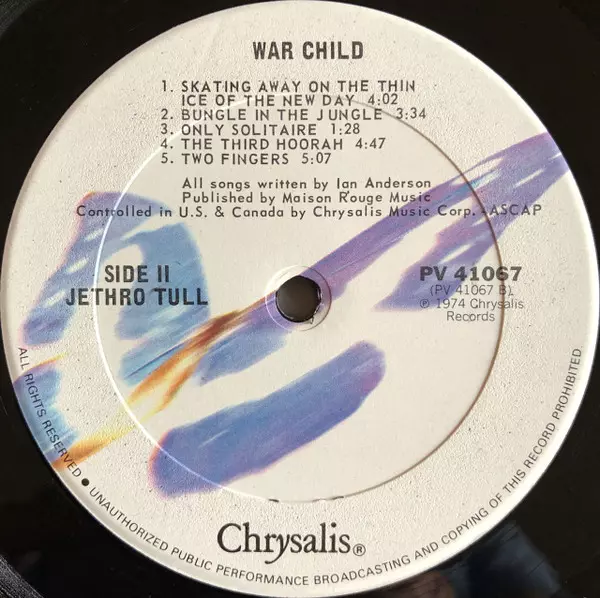 WAR CHILD
1. SKATING AWAY ON THE THIN
ICE OF THE NEW DAY 4:02
2. BUNGLE IN THE JUNGLE 3:34
3. ONLY SOLITAIRE 1:28
4. THE THIRD HOORAH 4:47
5. TWO FINGERS 5:07
All songs written by Ian Anderson
Published by Maison Rouge Music
Controlled in U.S. & Canada by Chrysalis Music Corp. -ASCAP
SIDE II
JETHRO TULL
PV 41067
(PV 41067 B)
℗ 1974 Chrysalis
Records
Chrysalis®
ALL RIGHTS RESERVED • UNAUTHORIZED PUBLIC PERFORMANCE BROADCASTING AND COPYING OF THIS RECORD PROHIBITED